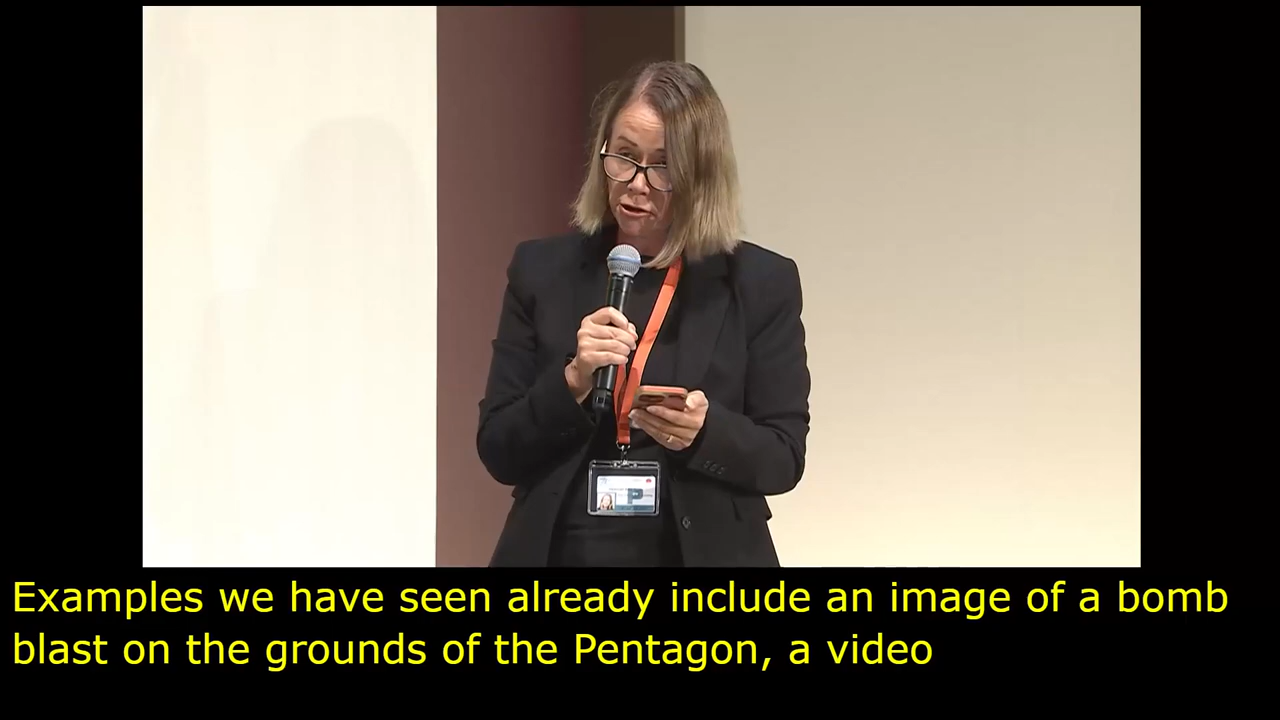 P
Examples we have seen already include an image of a bomb
blast on the grounds of the Pentagon, a video